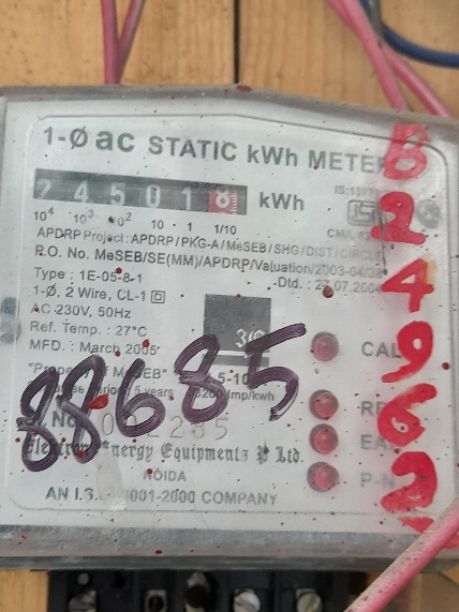 1-Ø ac STATIC kWh METER
2 4 5 0 1 8 kWh
10⁴ 10³ 10² 10 · 1 1/10
APDRP Project: APDRP/PKG-A/MeSEB/SHG/DIST/CIRCLE
P.O. No. MeSEB/SE(MM)/APDRP/Valuation/2003-04/
Type : 1E-05-8-1
Dtd. : 22.07.2004
1-Ø, 2 Wire, CL-1
AC 230V, 50Hz
Ref. Temp. : 27°C
MFD. : March 2005
CAL
88685
3200 Imp/kwh
Energy Equipments P Ltd.
NOIDA
AN I.S. 9001-2000 COMPANY
P-N
B
2
4
9
6
2